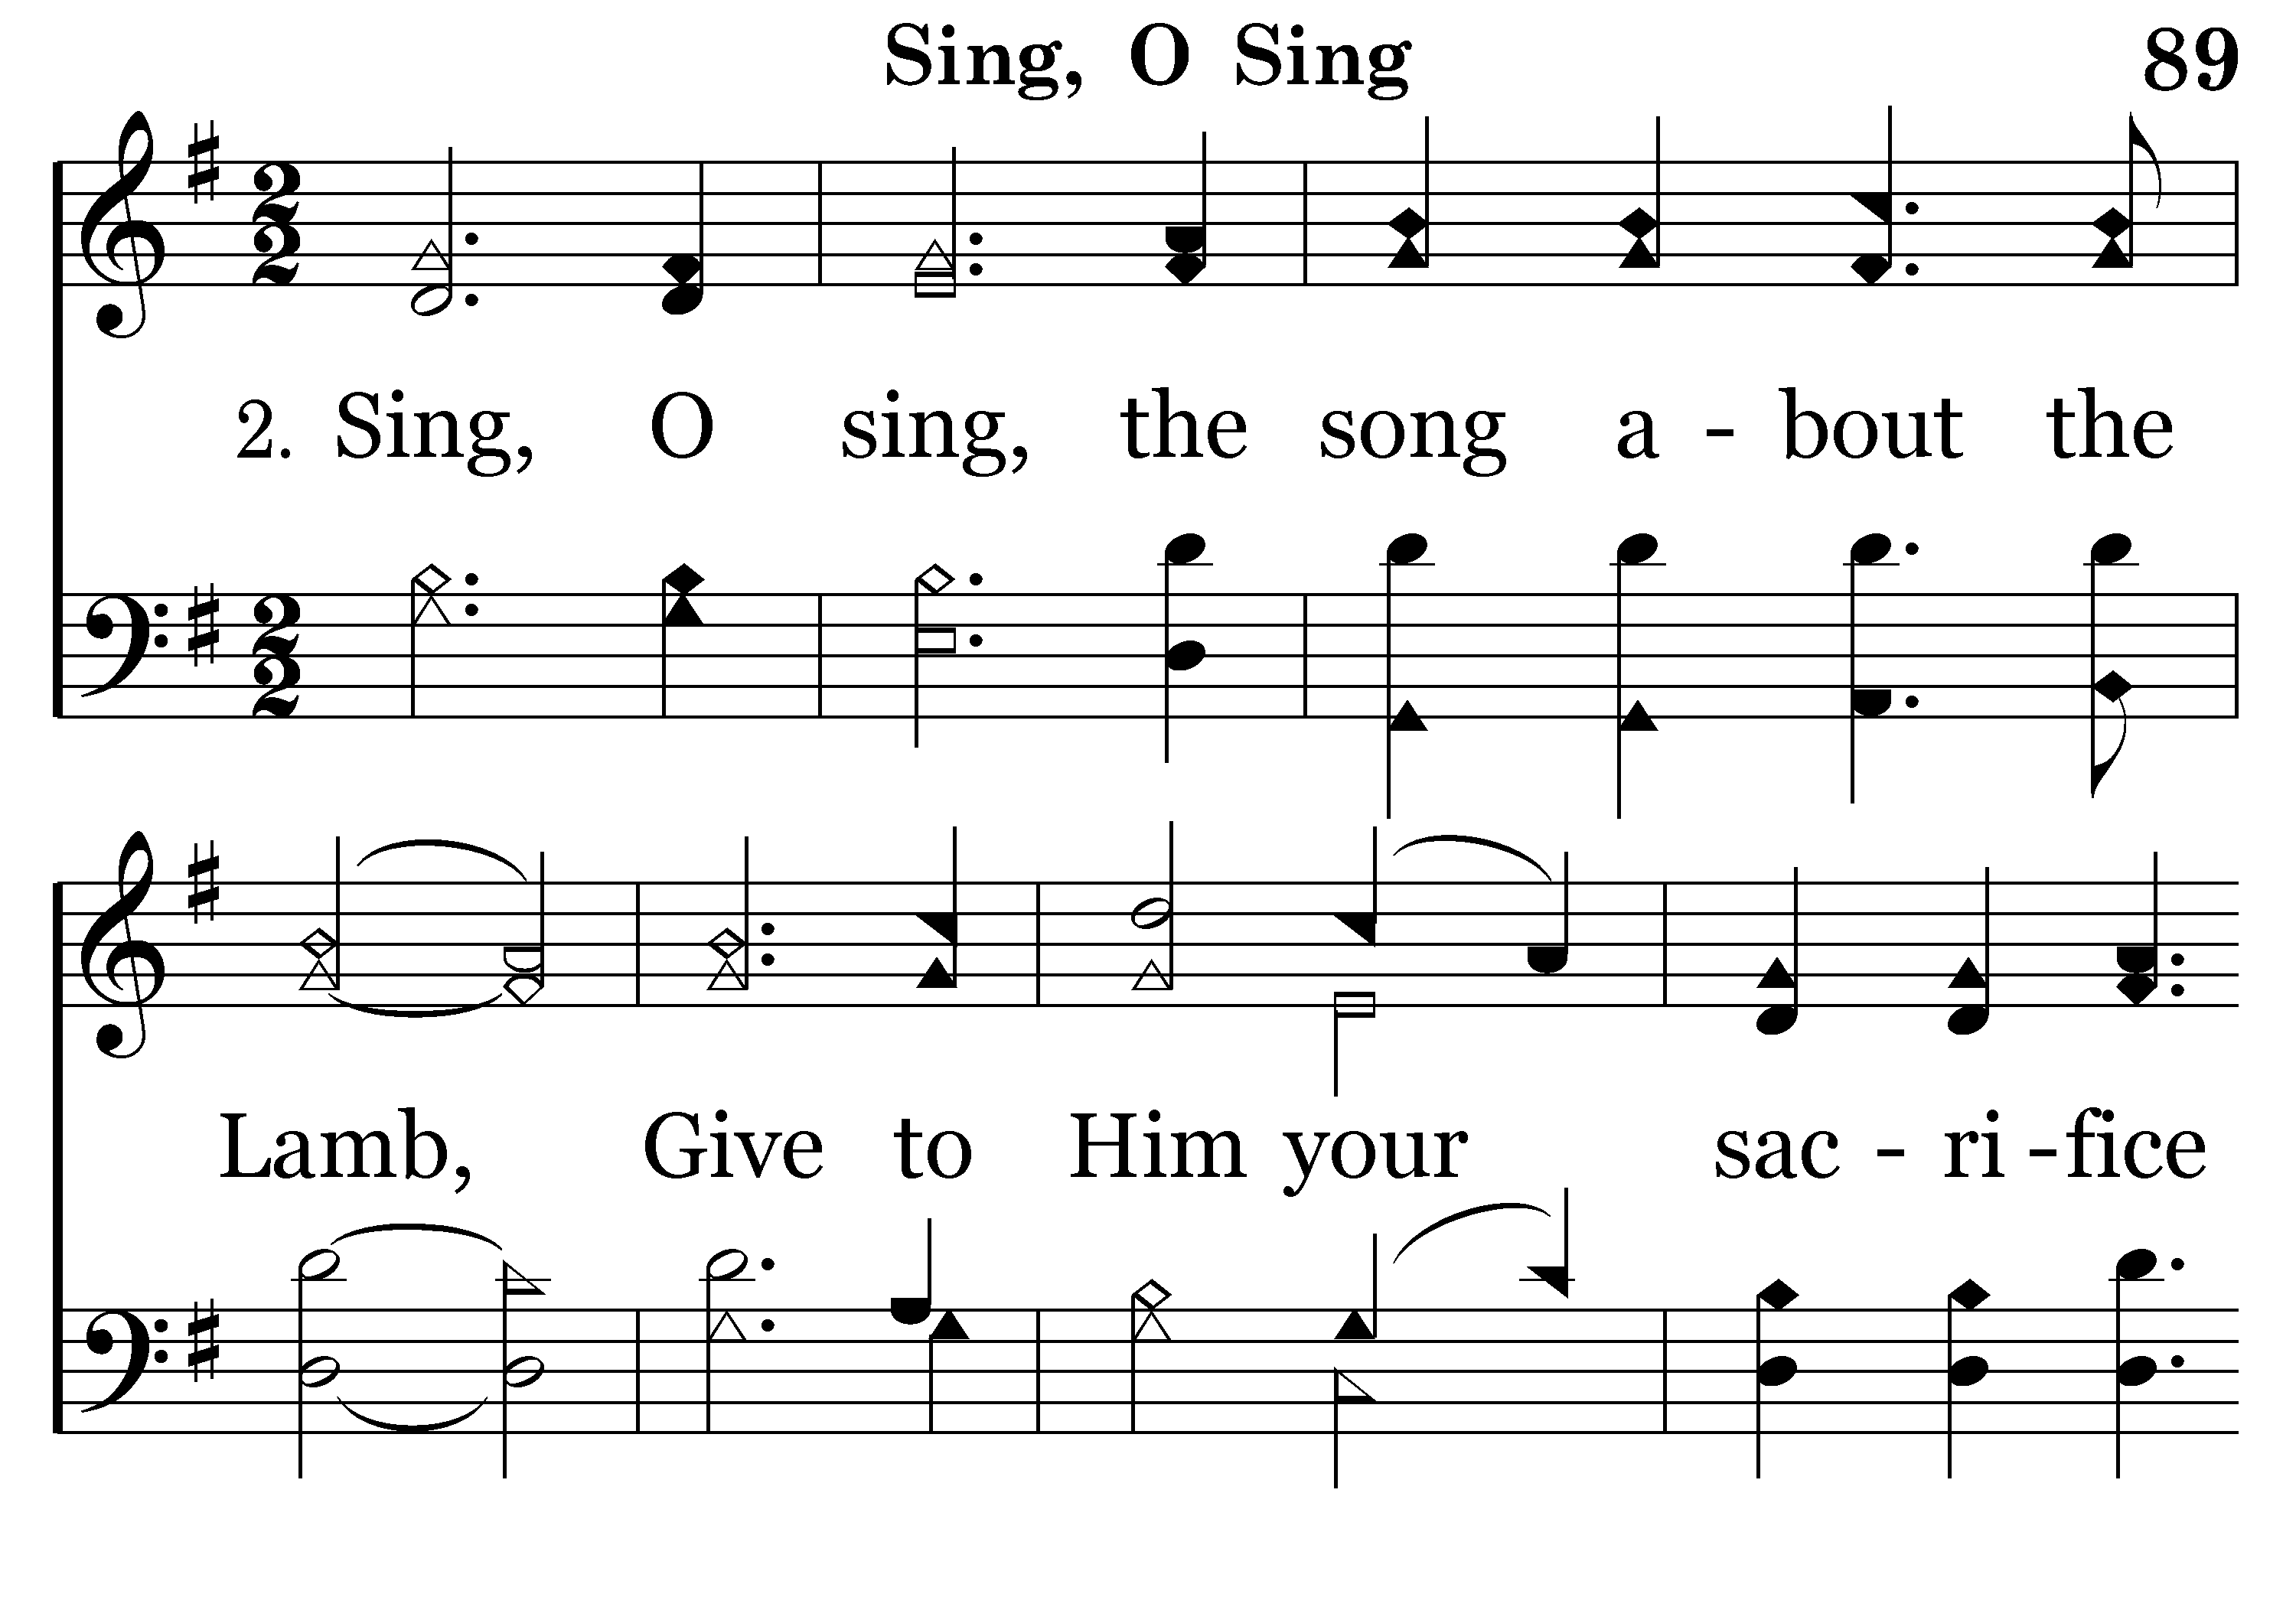 Sing, O Sing 89
2. Sing, O sing, the song a - bout the
Lamb, Give to Him your sac - ri - fice